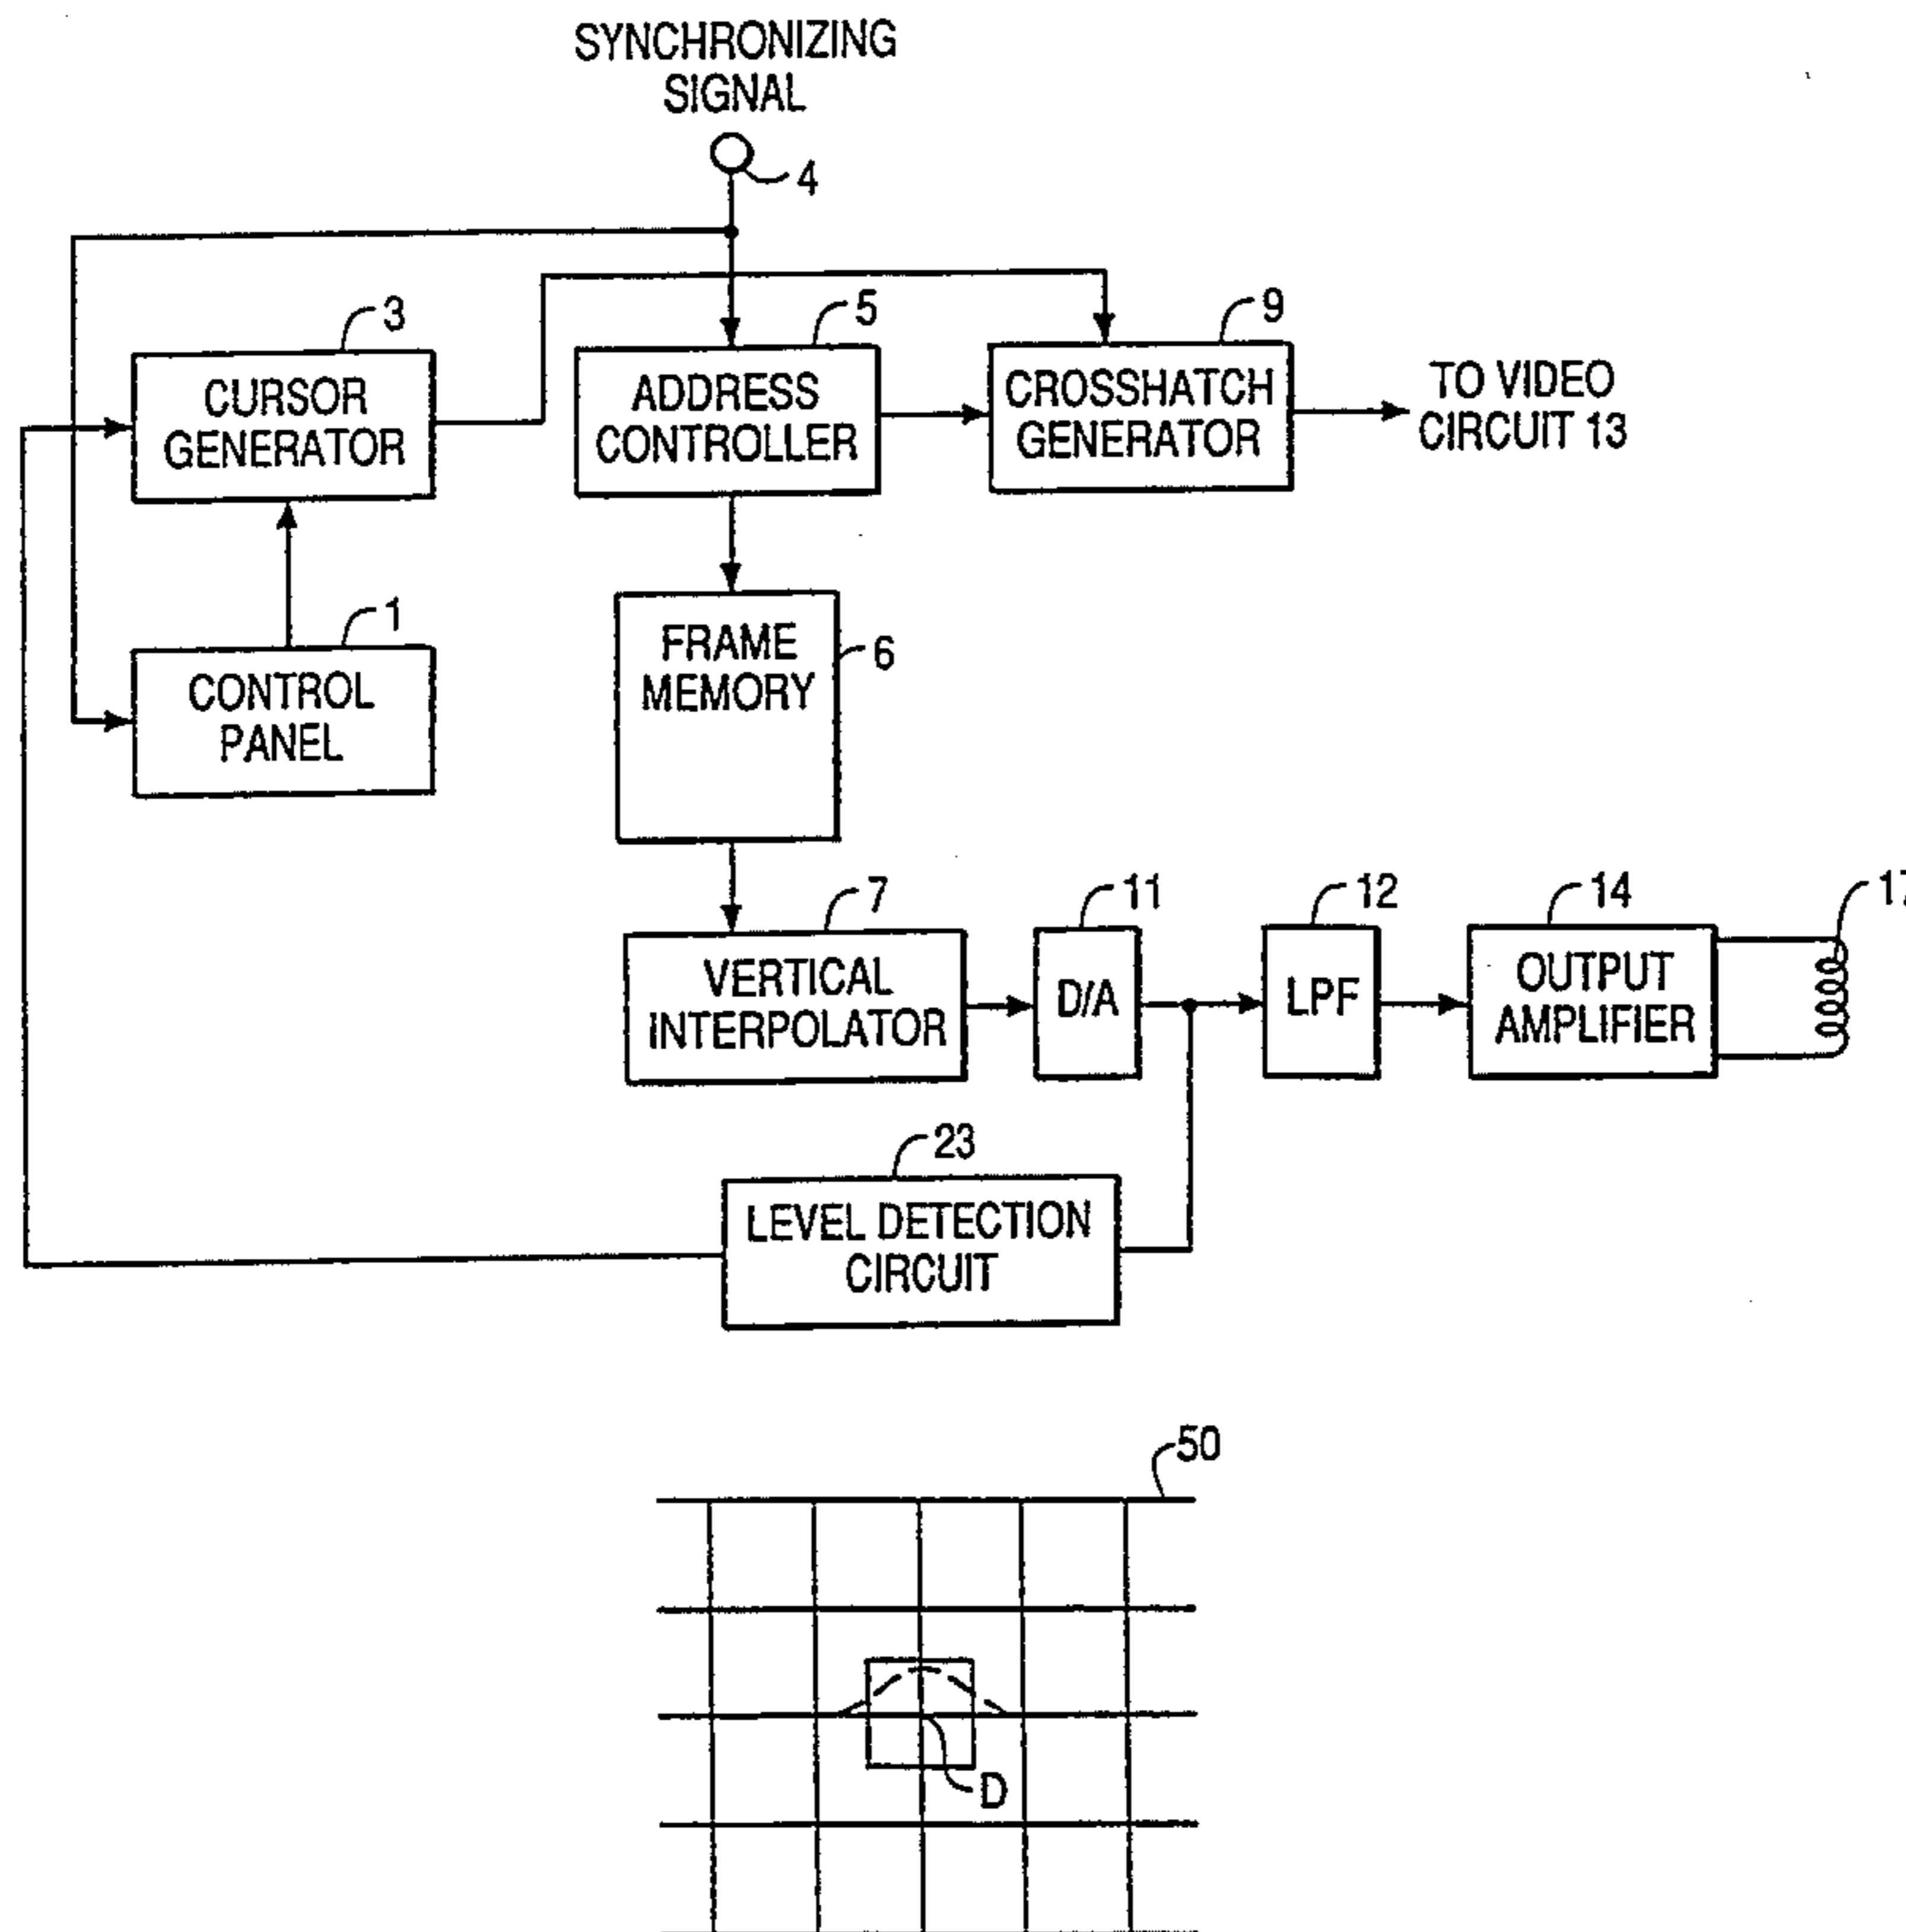 SYNCHRONIZING
SIGNAL
4
3
CURSOR
GENERATOR
5
ADDRESS
CONTROLLER
9
CROSSHATCH
GENERATOR
TO VIDEO
CIRCUIT 13
1
CONTROL
PANEL
FRAME
MEMORY
6
7
VERTICAL
INTERPOLATOR
11
D/A
12
LPF
14
OUTPUT
AMPLIFIER
17
23
LEVEL DETECTION
CIRCUIT
50
D